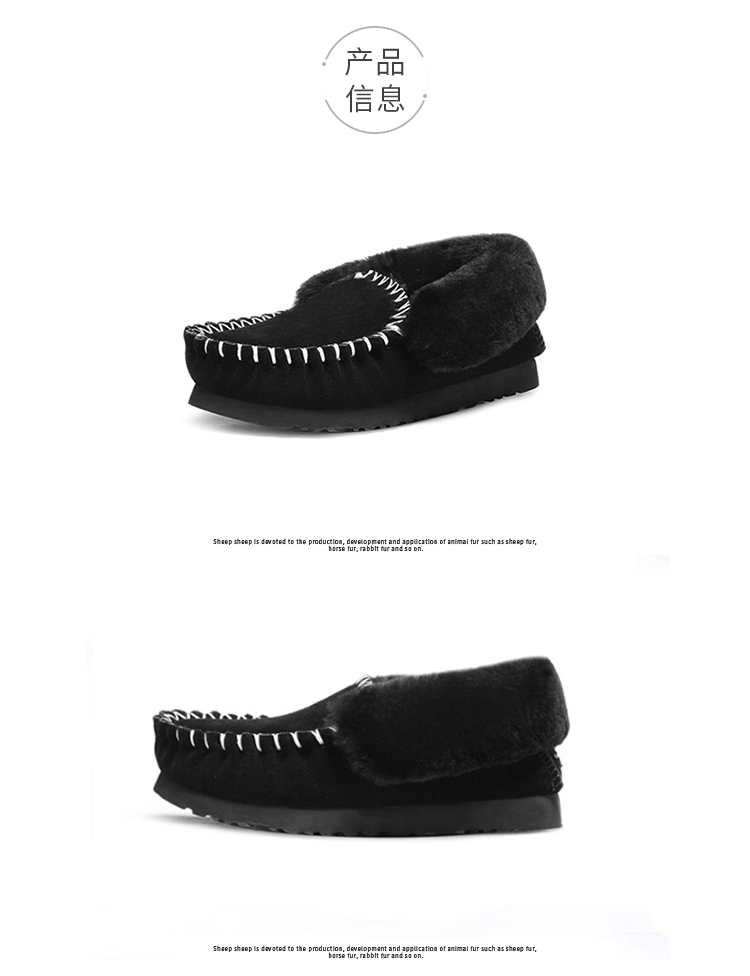 产品
信息
Sheep sheep is devoted to the production, development and application of animal fur such as sheep fur,
horse fur, rabbit fur and so on.
Sheep sheep is devoted to the production, development and application of animal fur such as sheep fur,
horse fur, rabbit fur and so on.